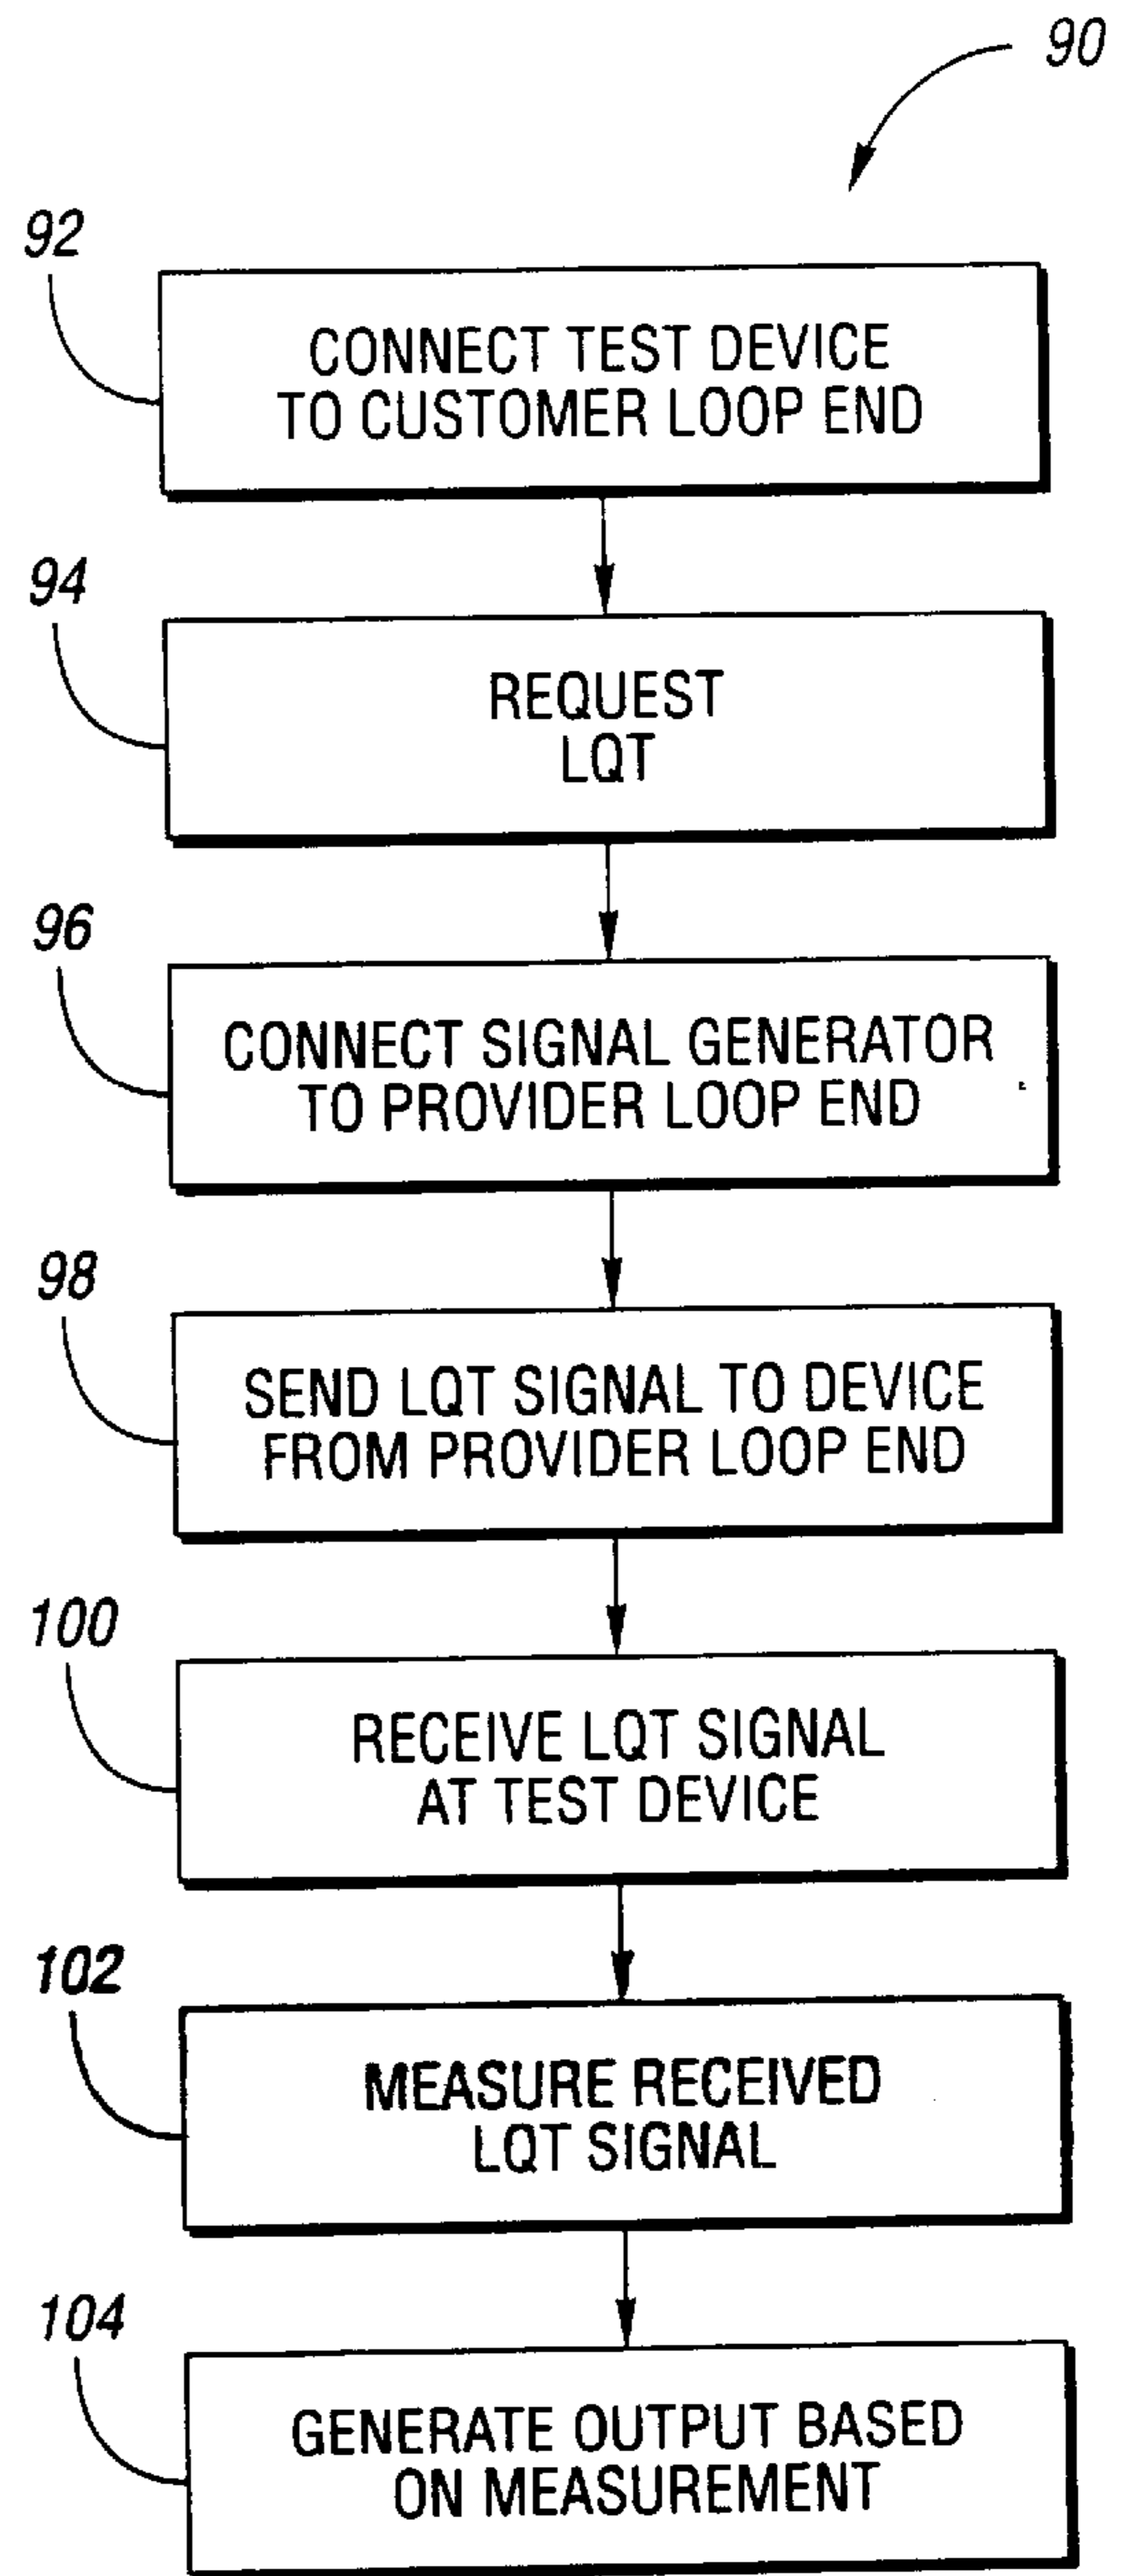 90
92
CONNECT TEST DEVICE
TO CUSTOMER LOOP END
94
REQUEST
LQT
96
CONNECT SIGNAL GENERATOR
TO PROVIDER LOOP END
98
SEND LQT SIGNAL TO DEVICE
FROM PROVIDER LOOP END
100
RECEIVE LQT SIGNAL
AT TEST DEVICE
102
MEASURE RECEIVED
LQT SIGNAL
104
GENERATE OUTPUT BASED
ON MEASUREMENT